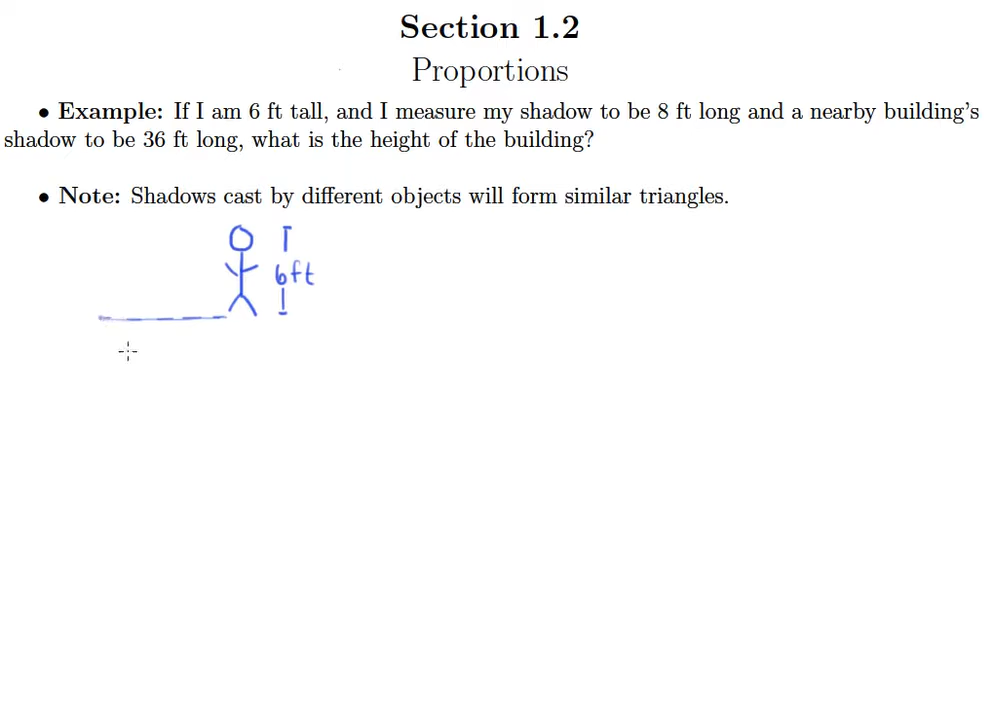 Section 1.2
Proportions
• Example: If I am 6 ft tall, and I measure my shadow to be 8 ft long and a nearby building’s
shadow to be 36 ft long, what is the height of the building?
• Note: Shadows cast by different objects will form similar triangles.
6ft